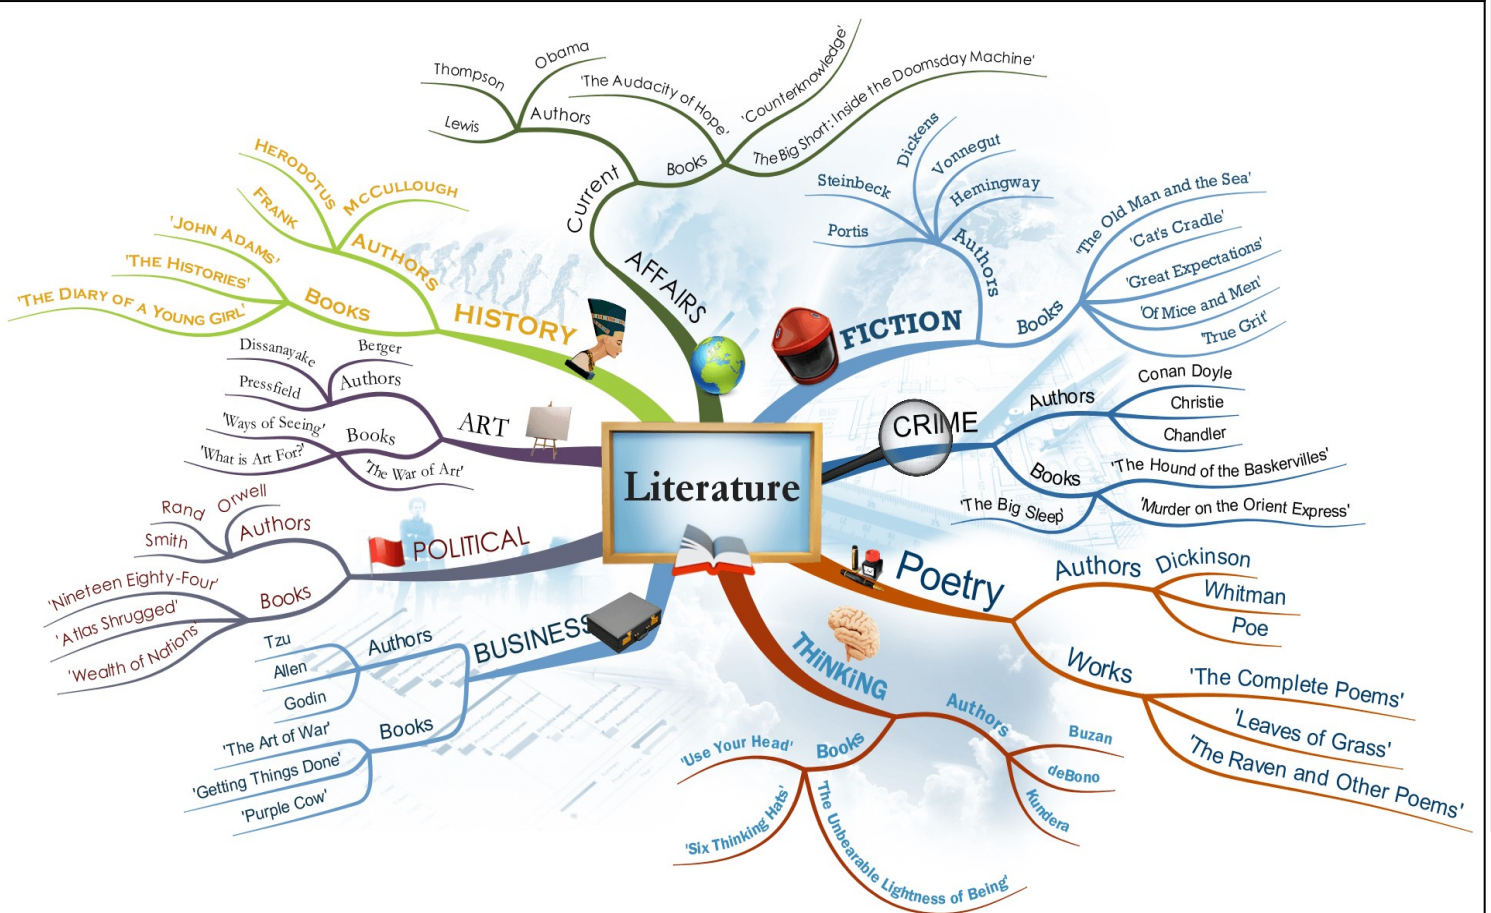 Literature
Current
AFFAIRS
Authors
Thompson
Obama
Lewis
Books
'The Audacity of Hope'
'Counterknowledge'
The Big Short: Inside the Doomsday Machine'
FICTION
Authors
Portis
Steinbeck
Dickens
Vonnegut
Hemingway
Books
'The Old Man and the Sea'
'Cat's Cradle'
'Great Expectations'
'Of Mice and Men'
'True Grit'
CRIME
Authors
Conan Doyle
Christie
Chandler
Books
'The Hound of the Baskervilles'
'Murder on the Orient Express'
'The Big Sleep'
Poetry
Authors
Dickinson
Whitman
Poe
Works
'The Complete Poems'
'Leaves of Grass'
'The Raven and Other Poems'
THiNKiNG
Authors
Buzan
deBono
Kundera
Books
'Use Your Head'
'Six Thinking Hats'
'The Unbearable Lightness of Being'
BUSINESS
Authors
Tzu
Allen
Godin
Books
'The Art of War'
'Getting Things Done'
'Purple Cow'
POLITICAL
Authors
Rand
Orwell
Smith
Books
'Nineteen Eighty-Four'
'Atlas Shrugged'
'Wealth of Nations'
ART
Authors
Dissanayake
Berger
Pressfield
Books
'Ways of Seeing'
'What is Art For?'
'The War of Art'
HISTORY
AUTHORS
HERODOTUS
FRANK
MCCULLOUGH
BOOKS
'JOHN ADAMS'
'THE HISTORIES'
'THE DIARY OF A YOUNG GIRL'